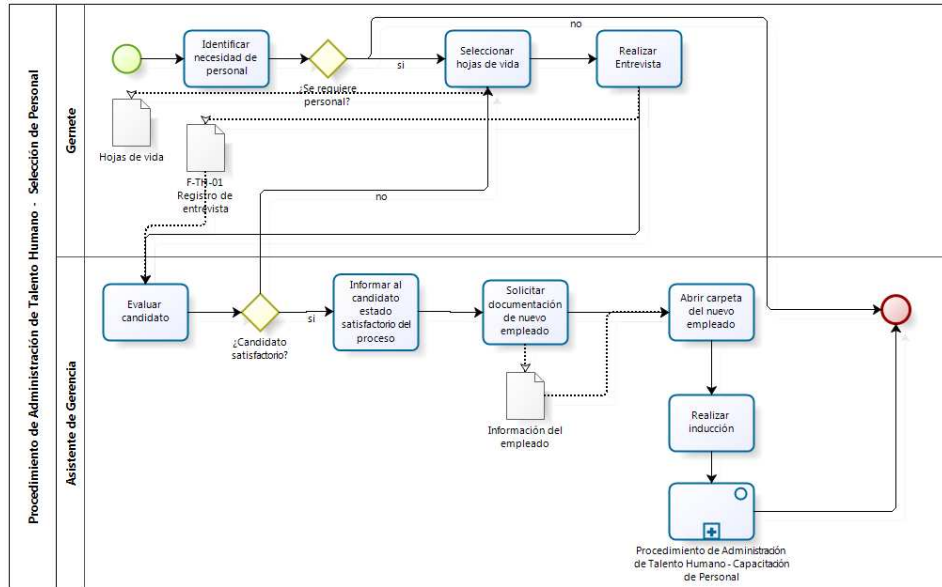 Procedimiento de Administración de Talento Humano - Selección de Personal
Gernete
Identificar
necesidad de
personal
¿Se requiere
personal?
no
si
Seleccionar
hojas de vida
Realizar
Entrevista
Hojas de vida
F-TH-01
Registro de
entrevista
no
Asistente de Gerencia
Evaluar
candidato
¿Candidato
satisfactorio?
si
Informar al
candidato
estado
satisfactorio del
proceso
Solicitar
documentación
de nuevo
empleado
Información del
empleado
Abrir carpeta
del nuevo
empleado
Realizar
inducción
Procedimiento de Administración
de Talento Humano - Capacitación
de Personal